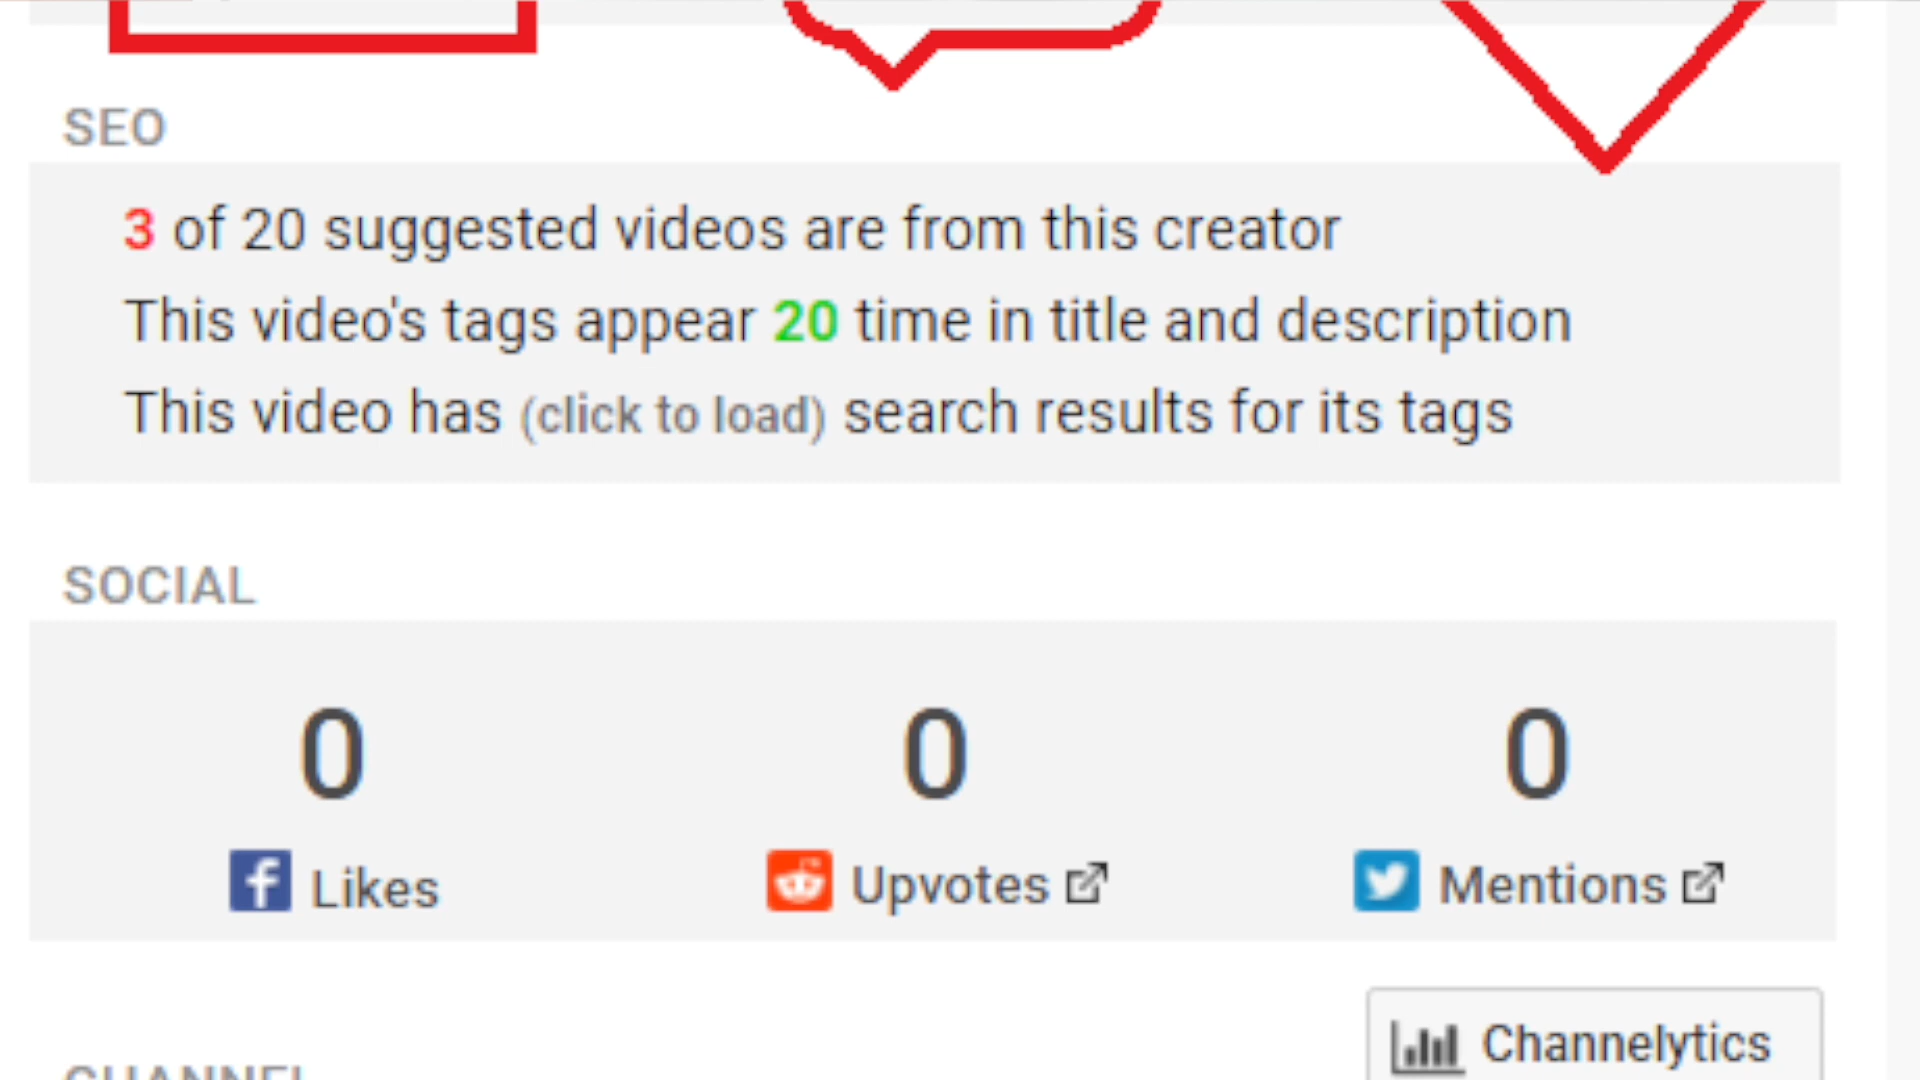 SEO
3 of 20 suggested videos are from this creator
This video's tags appear 20 time in title and description
This video has (click to load) search results for its tags
SOCIAL
0 0 0
Likes Upvotes Mentions
Channelytics
CHANNEL